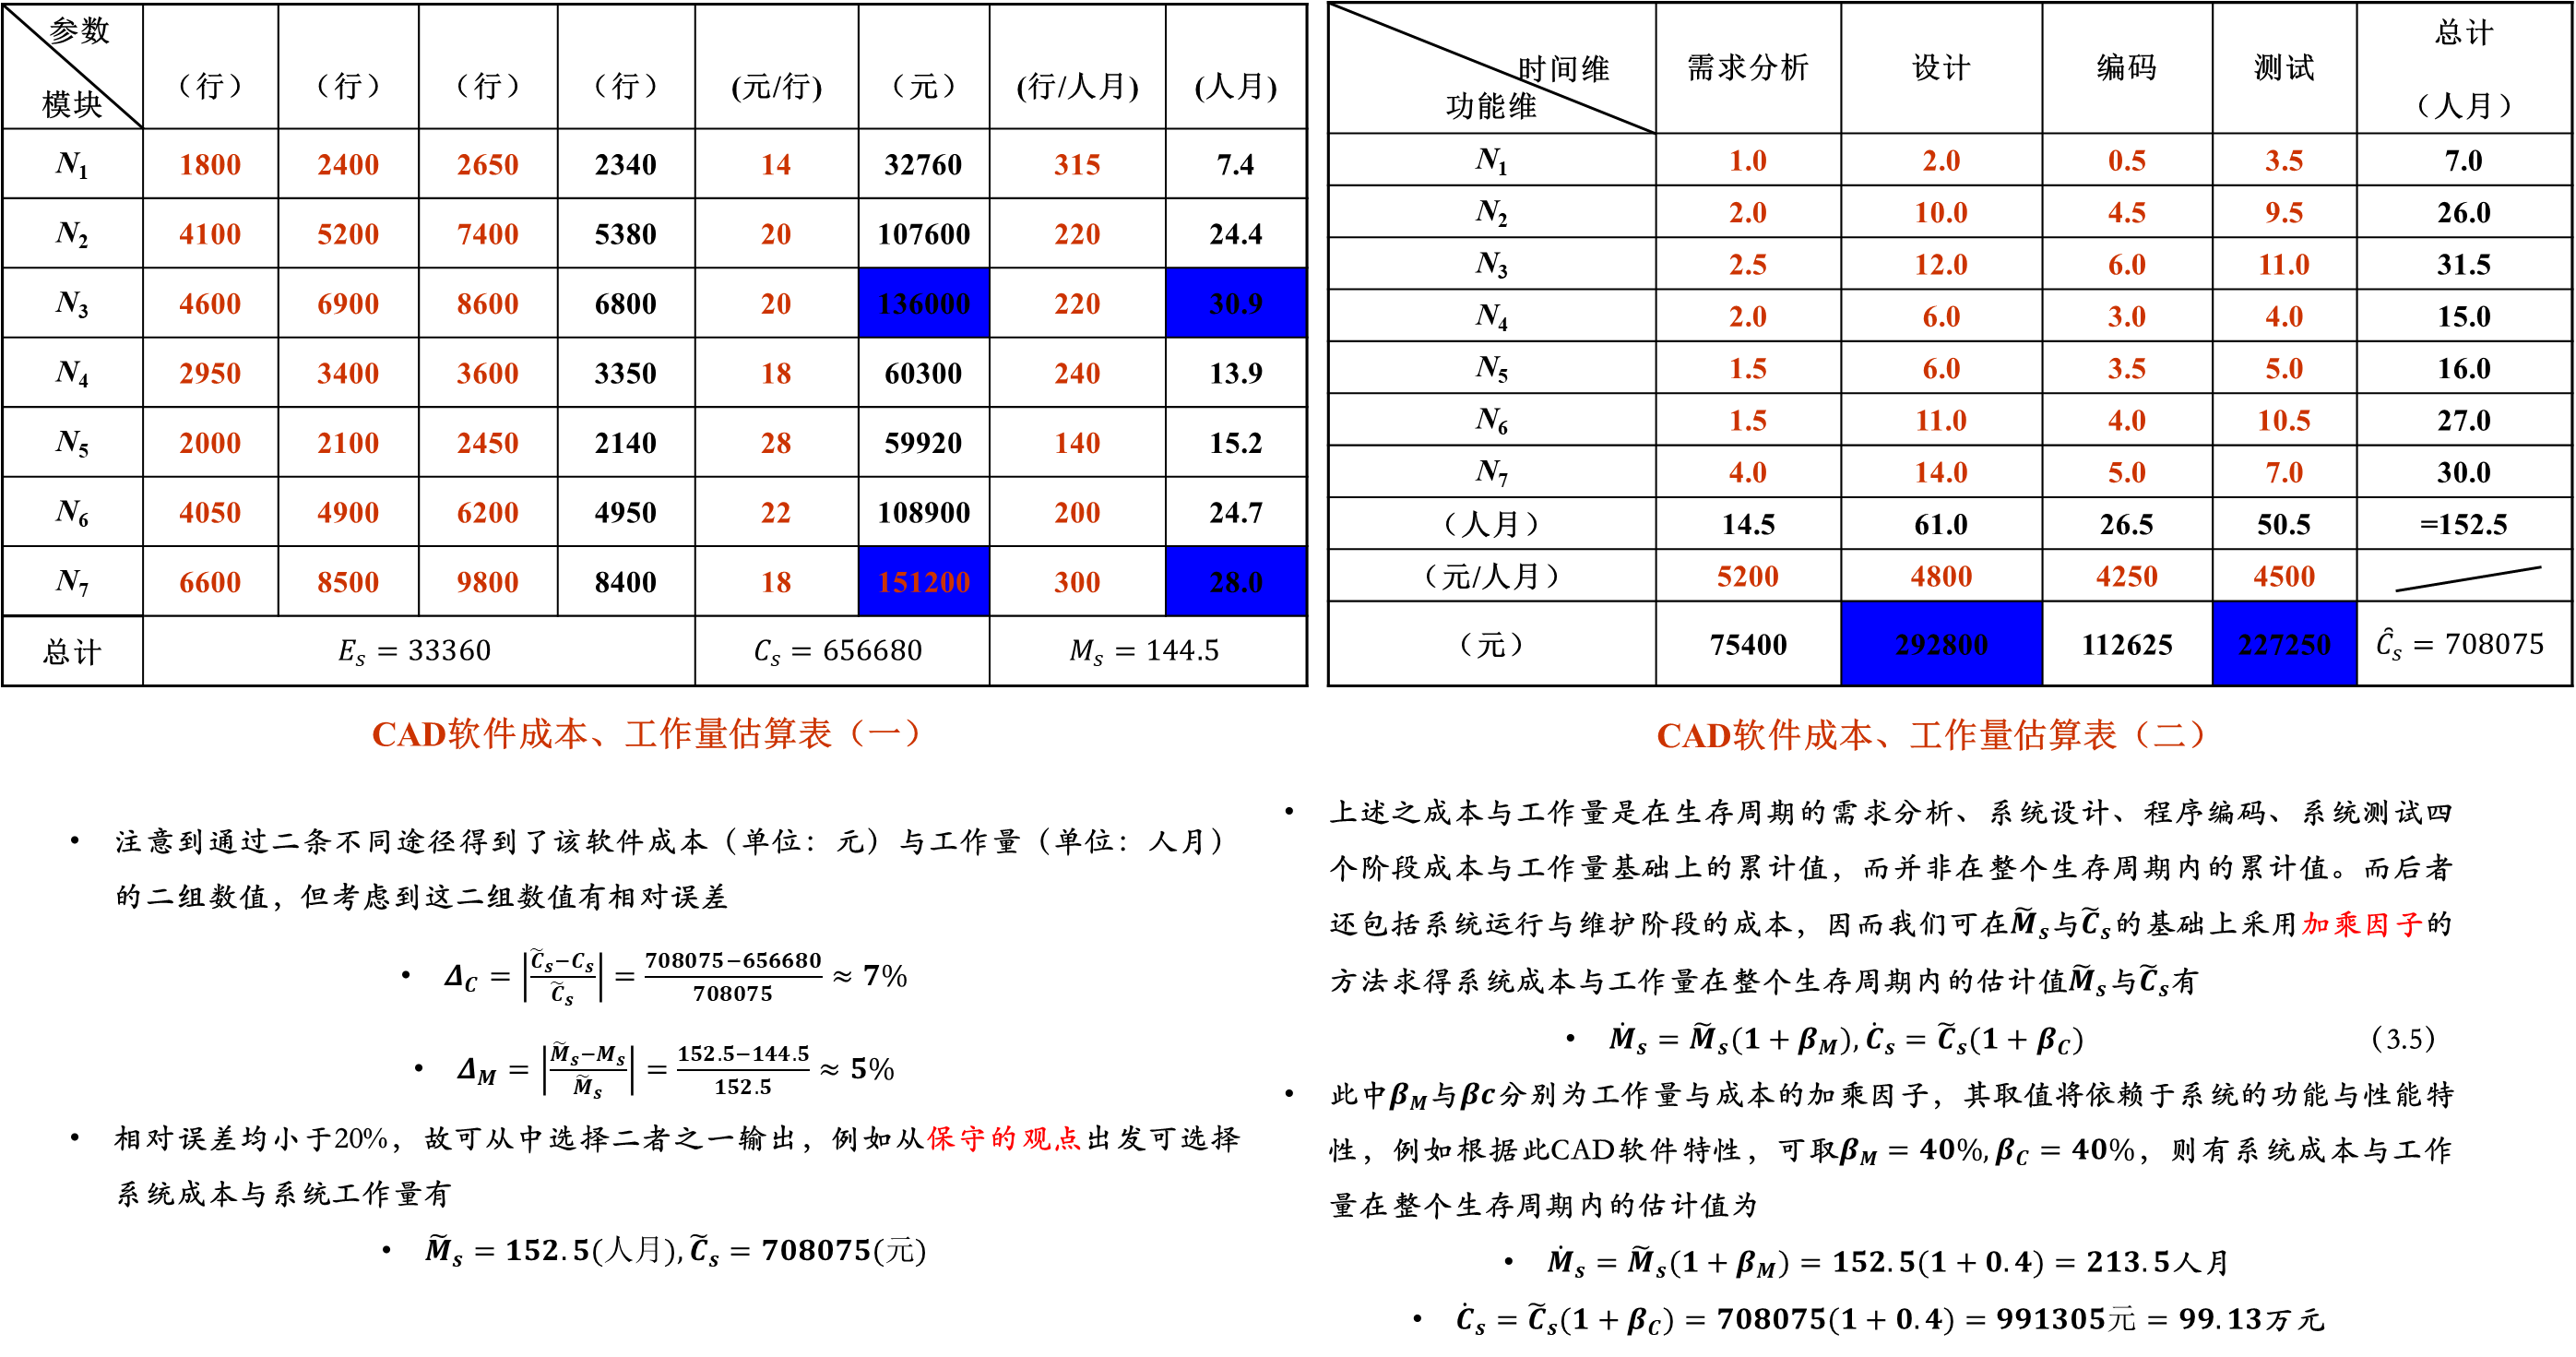 参数
模块 （行） （行） （行） （行） (元/行) （元） (行/人月) (人月)
N1 1800 2400 2650 2340 14 32760 315 7.4
N2 4100 5200 7400 5380 20 107600 220 24.4
N3 4600 6900 8600 6800 20 136000 220 30.9
N4 2950 3400 3600 3350 18 60300 240 13.9
N5 2000 2100 2450 2140 28 59920 140 15.2
N6 4050 4900 6200 4950 22 108900 200 24.7
N7 6600 8500 9800 8400 18 151200 300 28.0
总计 Es = 33360 Cs = 656680 Ms = 144.5
CAD软件成本、工作量估算表（一）
• 注意到通过二条不同途径得到了该软件成本（单位：元）与工作量（单位：人月）
的二组数值，但考虑到这二组数值有相对误差
• ΔC = |(C̃s−Cs)/C̃s| = (708075−656680)/708075 ≈ 7%
• ΔM = |(M̃s−Ms)/M̃s| = (152.5−144.5)/152.5 ≈ 5%
• 相对误差均小于20%，故可从中选择二者之一输出，例如从保守的观点出发可选择
系统成本与系统工作量有
• M̃s = 152.5(人月), C̃s = 708075(元)
时间维
功能维 需求分析 设计 编码 测试 总计
（人月）
N1 1.0 2.0 0.5 3.5 7.0
N2 2.0 10.0 4.5 9.5 26.0
N3 2.5 12.0 6.0 11.0 31.5
N4 2.0 6.0 3.0 4.0 15.0
N5 1.5 6.0 3.5 5.0 16.0
N6 1.5 11.0 4.0 10.5 27.0
N7 4.0 14.0 5.0 7.0 30.0
（人月） 14.5 61.0 26.5 50.5 =152.5
（元/人月） 5200 4800 4250 4500
（元） 75400 292800 112625 227250 Ĉs = 708075
CAD软件成本、工作量估算表（二）
• 上述之成本与工作量是在生存周期的需求分析、系统设计、程序编码、系统测试四
个阶段成本与工作量基础上的累计值，而并非在整个生存周期内的累计值。而后者
还包括系统运行与维护阶段的成本，因而我们可在M̃s与C̃s的基础上采用加乘因子的
方法求得系统成本与工作量在整个生存周期内的估计值M̃s与C̃s有
• Ṁs = M̃s(1 + βM), Ċs = C̃s(1 + βC) （3.5）
• 此中βM与βc分别为工作量与成本的加乘因子，其取值将依赖于系统的功能与性能特
性，例如根据此CAD软件特性，可取βM = 40%, βC = 40%，则有系统成本与工作
量在整个生存周期内的估计值为
• Ṁs = M̃s(1 + βM) = 152.5(1 + 0.4) = 213.5人月
• Ċs = C̃s(1 + βC) = 708075(1 + 0.4) = 991305元 = 99.13万元